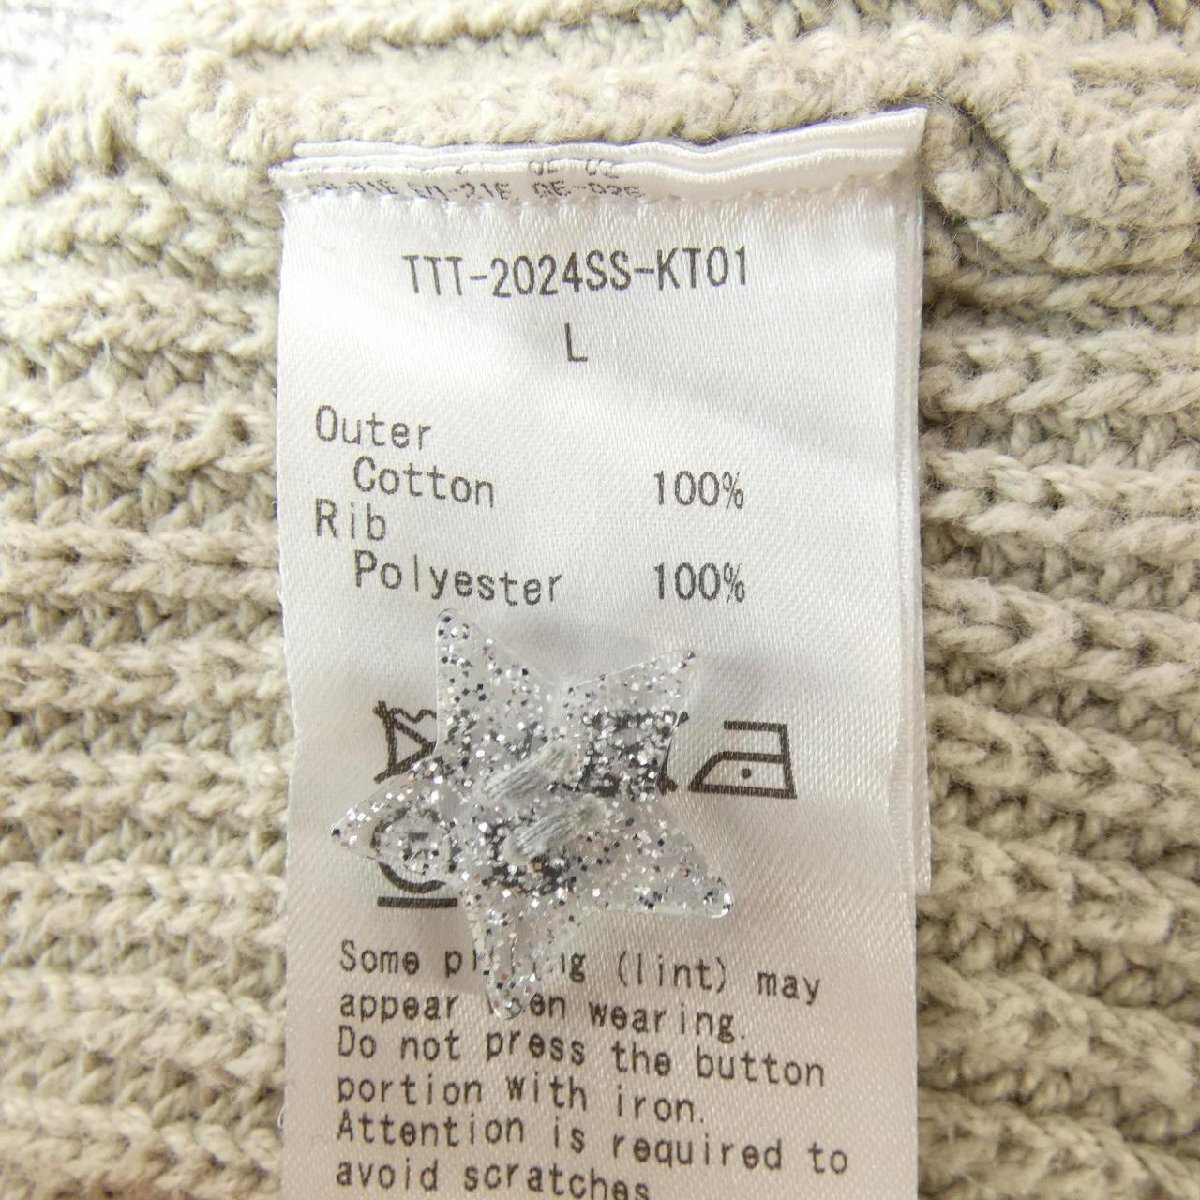 TTT-2024SS-KT01
L
Outer
Cotton 100%
Rib
Polyester 100%
Some (lint) may
appear wearing.
Do not press the button
portion with iron.
Attention is required to
avoid scratches